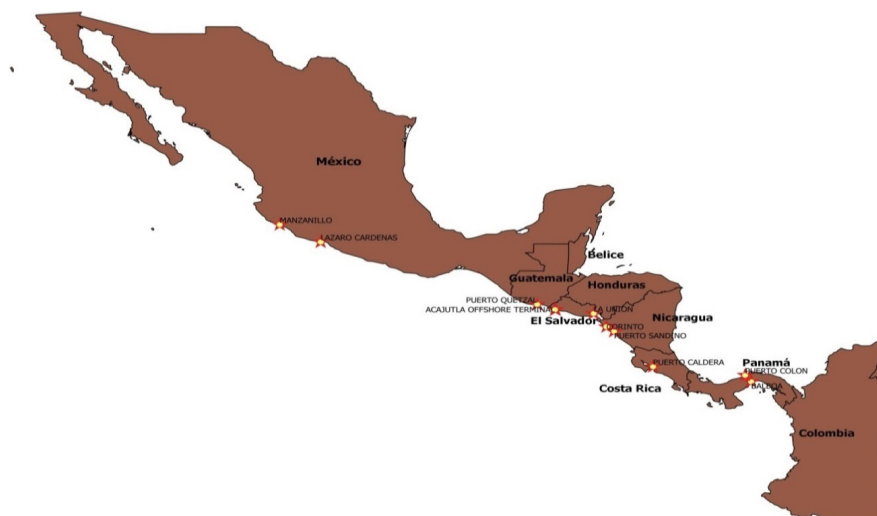 México
MANZANILLO
LAZARO CARDENAS
Belice
Guatemala
Honduras
PUERTO QUETZAL
ACAJUTLA OFFSHORE TERMINAL
LA UNION
El Salvador
Nicaragua
CORINTO
PUERTO SANDINO
PUERTO CALDERA
Panamá
PUERTO COLON
Costa Rica
BALBOA
Colombia